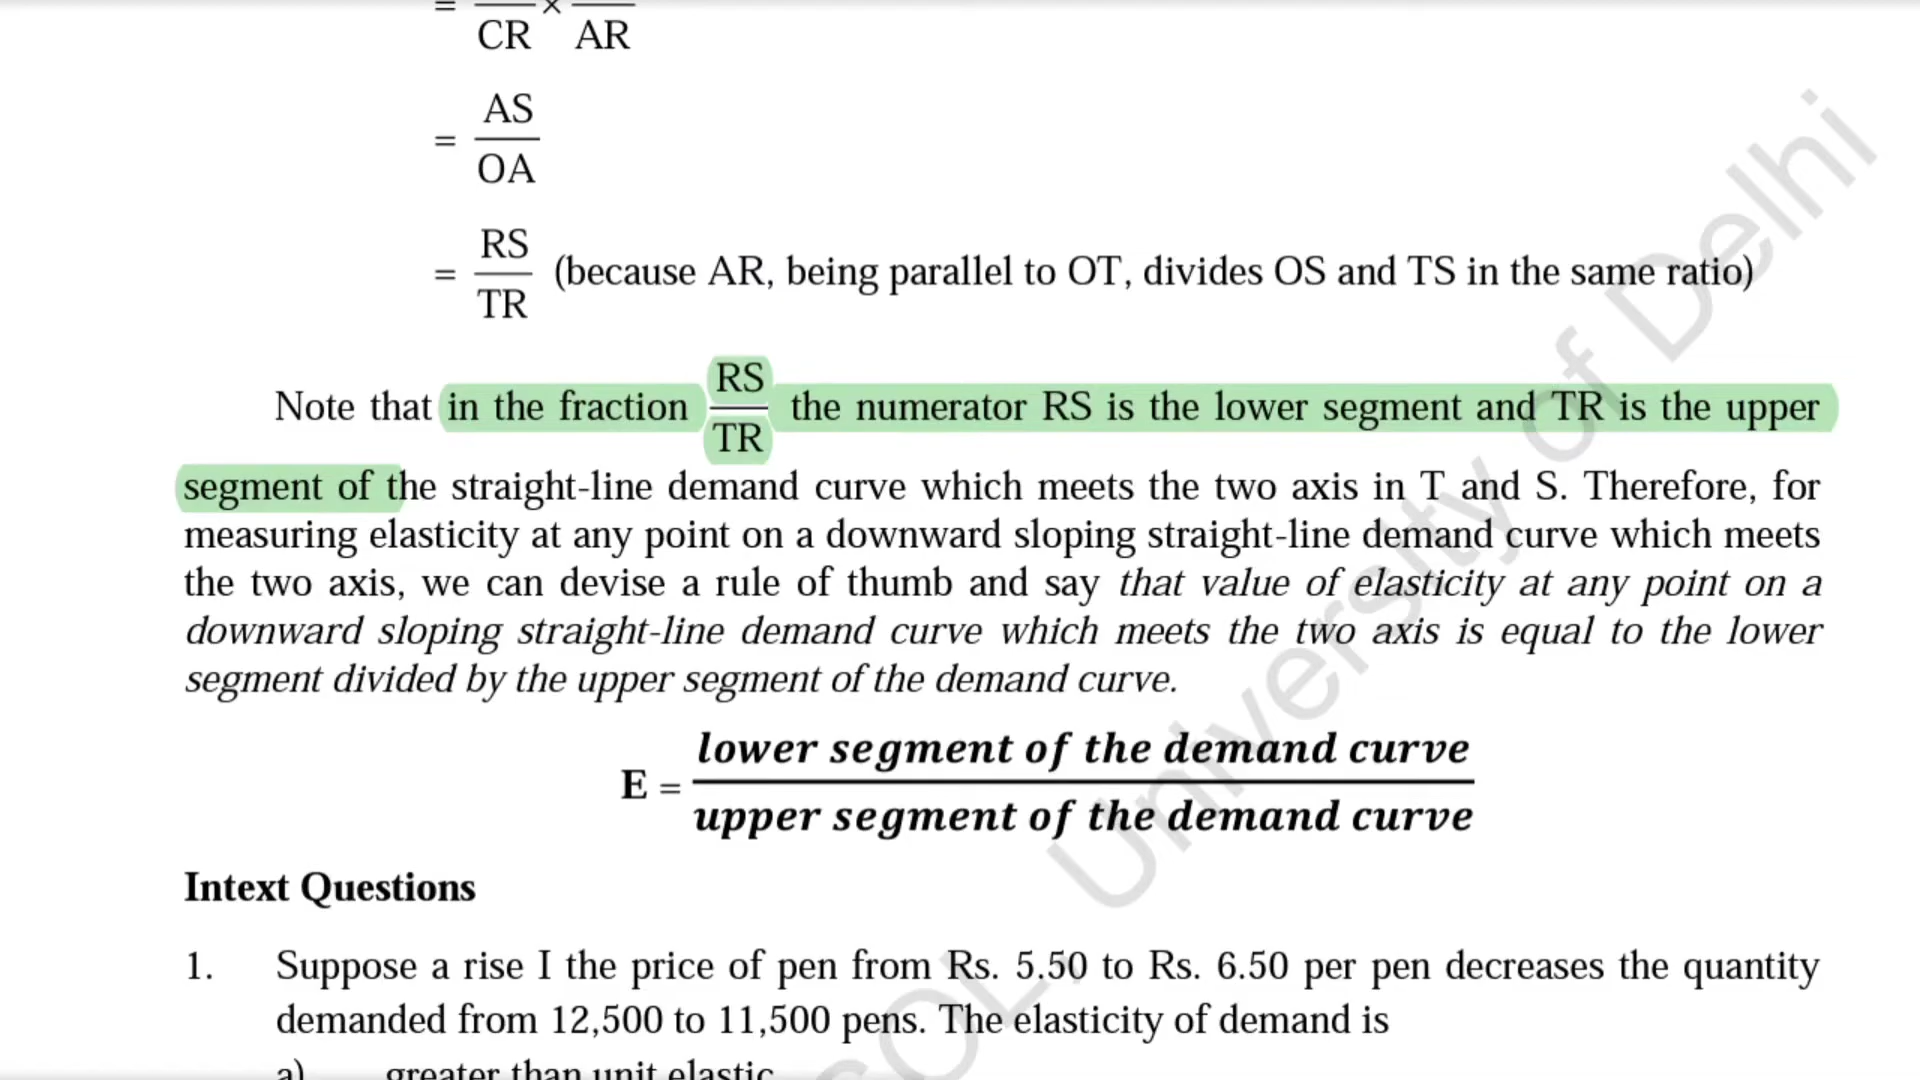 = ×
CR AR
AS
=
OA
RS
= (because AR, being parallel to OT, divides OS and TS in the same ratio)
TR
RS
Note that in the fraction the numerator RS is the lower segment and TR is the upper
TR
segment of the straight-line demand curve which meets the two axis in T and S. Therefore, for
measuring elasticity at any point on a downward sloping straight-line demand curve which meets
the two axis, we can devise a rule of thumb and say that value of elasticity at any point on a
downward sloping straight-line demand curve which meets the two axis is equal to the lower
segment divided by the upper segment of the demand curve.
lower segment of the demand curve
E =
upper segment of the demand curve
Intext Questions
1. Suppose a rise I the price of pen from Rs. 5.50 to Rs. 6.50 per pen decreases the quantity
demanded from 12,500 to 11,500 pens. The elasticity of demand is
a) greater than unit elastic
SOL, University of Delhi